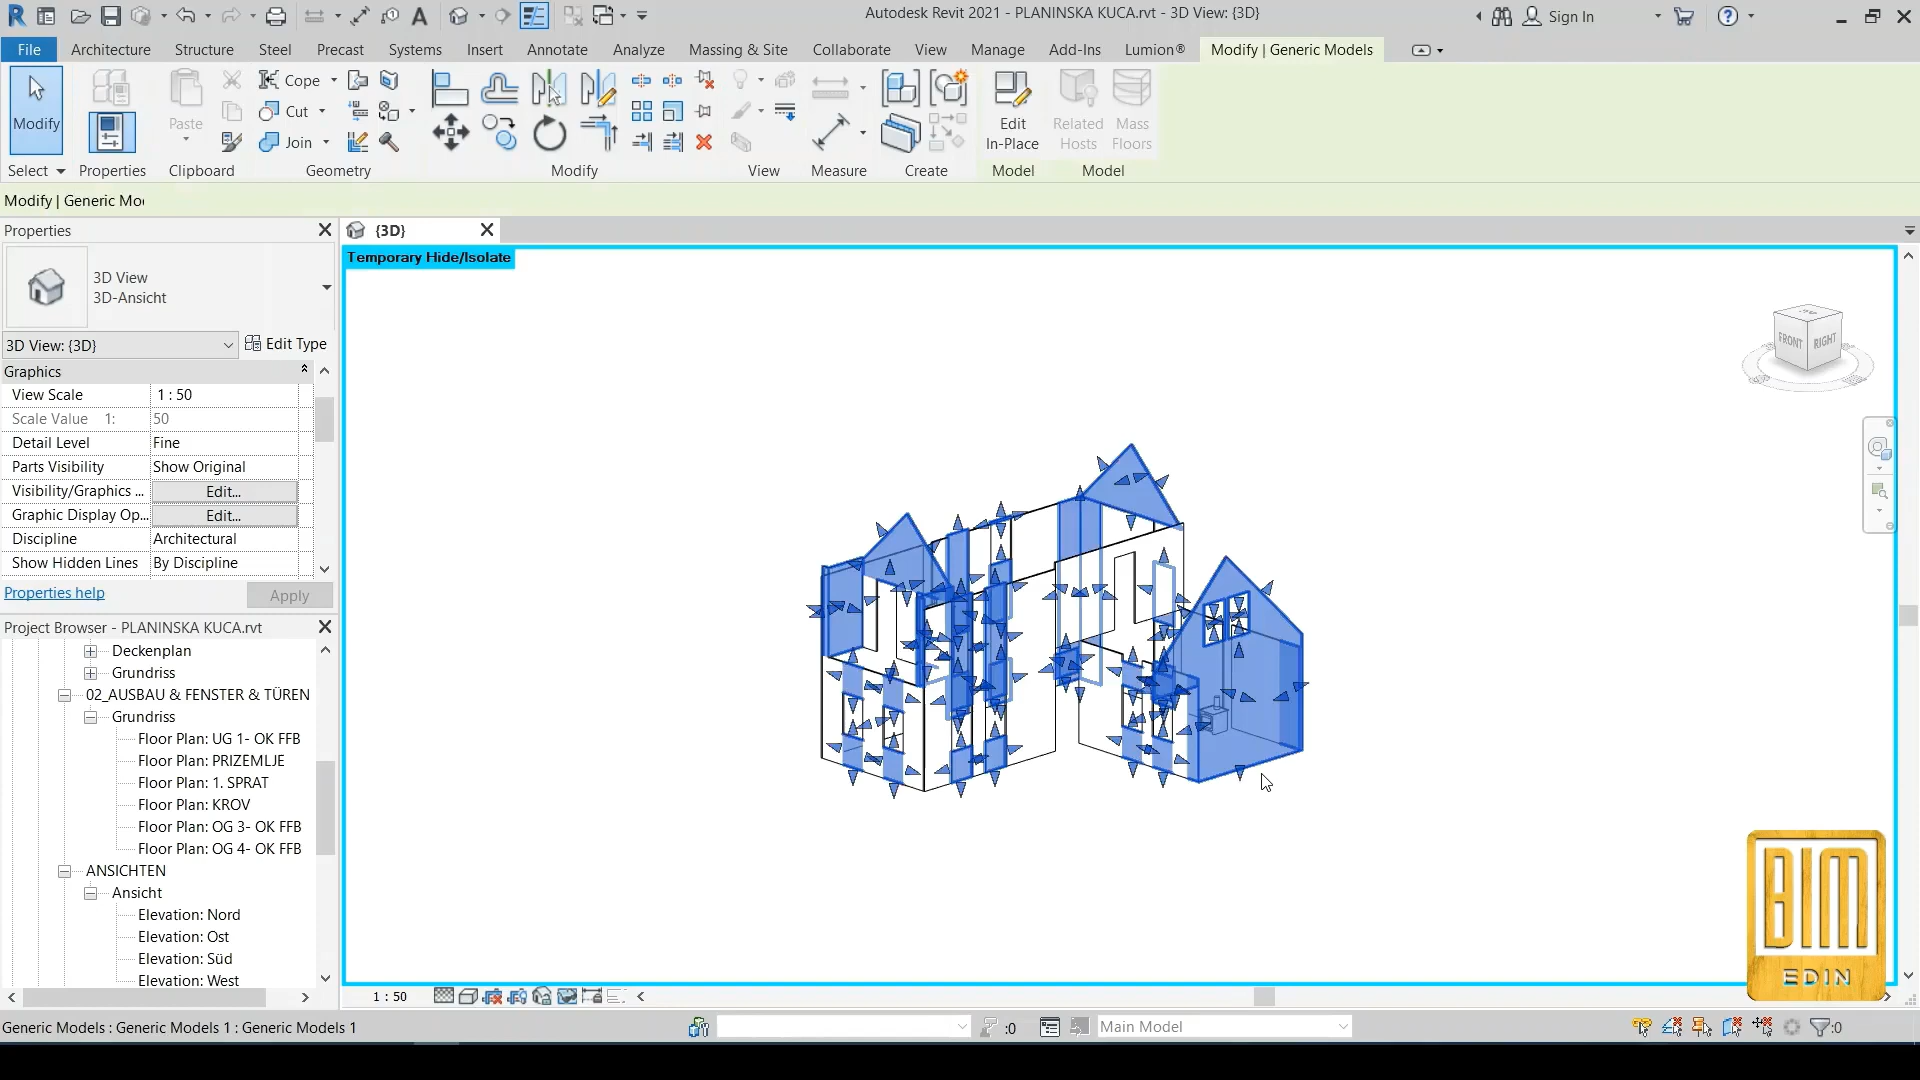 Autodesk Revit 2021 - PLANINSKA KUCA.rvt - 3D View: {3D}
Sign In
File Architecture Structure Steel Precast Systems Insert Annotate Analyze Massing & Site Collaborate View Manage Add-Ins Lumion® Modify | Generic Models
Modify
Paste
Cope
Cut
Join
Edit
In-Place
Related
Hosts
Mass
Floors
Select Properties Clipboard Geometry Modify View Measure Create Model Model
Modify | Generic Mo
Properties
{3D}
Temporary Hide/Isolate
3D View
3D-Ansicht
3D View: {3D}
Edit Type
Graphics
View Scale 1 : 50
Scale Value 1: 50
Detail Level Fine
Parts Visibility Show Original
Visibility/Graphics ... Edit...
Graphic Display Op... Edit...
Discipline Architectural
Show Hidden Lines By Discipline
Properties help
Apply
FRONT RIGHT
Project Browser - PLANINSKA KUCA.rvt
Deckenplan
Grundriss
02_AUSBAU & FENSTER & TÜREN
Grundriss
Floor Plan: UG 1- OK FFB
Floor Plan: PRIZEMLJE
Floor Plan: 1. SPRAT
Floor Plan: KROV
Floor Plan: OG 3- OK FFB
Floor Plan: OG 4- OK FFB
ANSICHTEN
Ansicht
Elevation: Nord
Elevation: Ost
Elevation: Süd
Elevation: West
BIM
EDIN
1 : 50
Generic Models : Generic Models 1 : Generic Models 1
:0
Main Model
:0